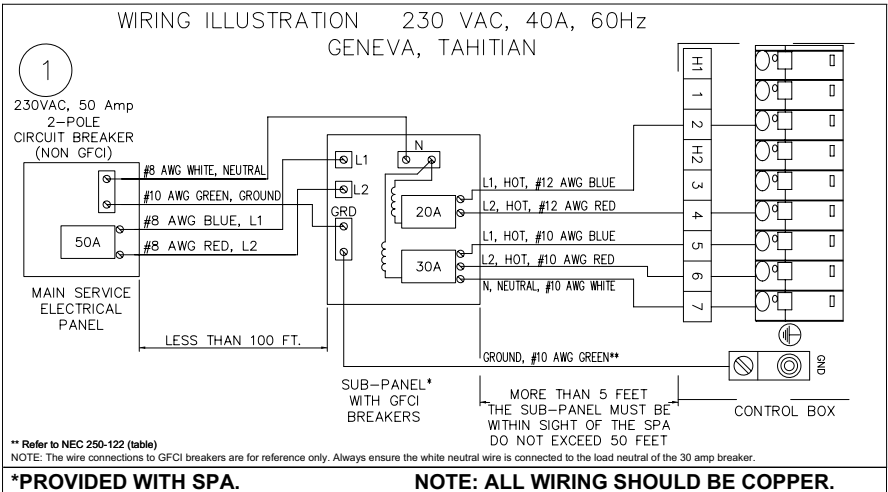 WIRING ILLUSTRATION 230 VAC, 40A, 60Hz
GENEVA, TAHITIAN
1
230VAC, 50 Amp
2-POLE
CIRCUIT BREAKER
(NON GFCI)
#8 AWG WHITE, NEUTRAL
#10 AWG GREEN, GROUND
#8 AWG BLUE, L1
#8 AWG RED, L2
50A
MAIN SERVICE
ELECTRICAL
PANEL
LESS THAN 100 FT.
N
L1
L2
GRD
20A
30A
SUB-PANEL*
WITH GFCI
BREAKERS
L1, HOT, #12 AWG BLUE
L2, HOT, #12 AWG RED
L1, HOT, #10 AWG BLUE
L2, HOT, #10 AWG RED
N, NEUTRAL, #10 AWG WHITE
GROUND, #10 AWG GREEN**
MORE THAN 5 FEET
THE SUB-PANEL MUST BE
WITHIN SIGHT OF THE SPA
DO NOT EXCEED 50 FEET
H1
1
2
H2
3
4
5
6
7
GND
CONTROL BOX
** Refer to NEC 250-122 (table)
NOTE: The wire connections to GFCI breakers are for reference only. Always ensure the white neutral wire is connected to the load neutral of the 30 amp breaker.
*PROVIDED WITH SPA. NOTE: ALL WIRING SHOULD BE COPPER.